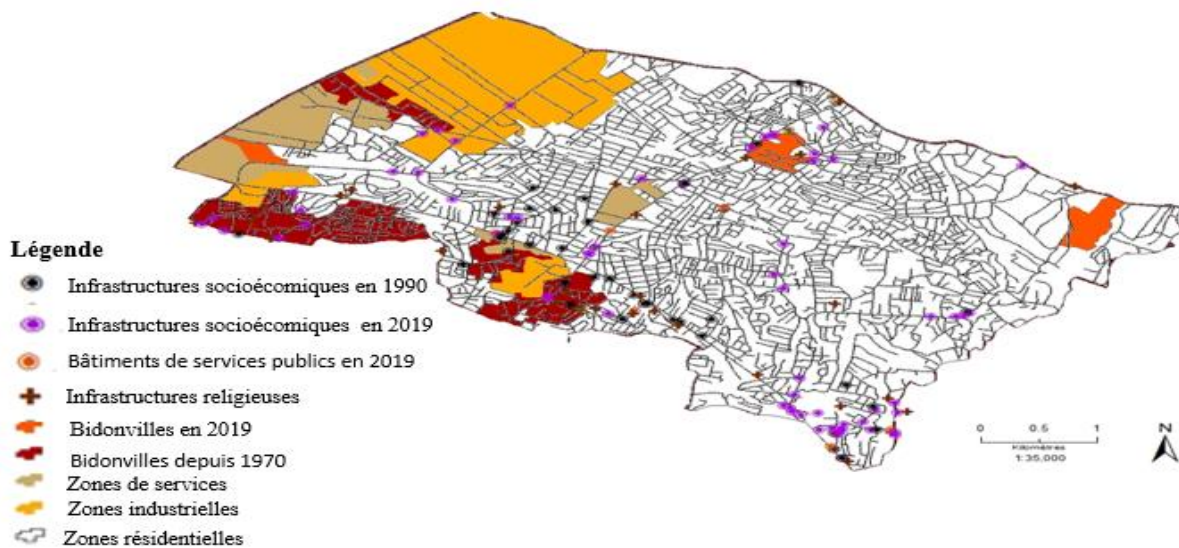 Légende
Infrastructures socioécomiques en 1990
Infrastructures socioécomiques en 2019
Bâtiments de services publics en 2019
Infrastructures religieuses
Bidonvilles en 2019
Bidonvilles depuis 1970
Zones de services
Zones industrielles
Zones résidentielles
0 0.5 1
Kilomètres
1:35,000
N